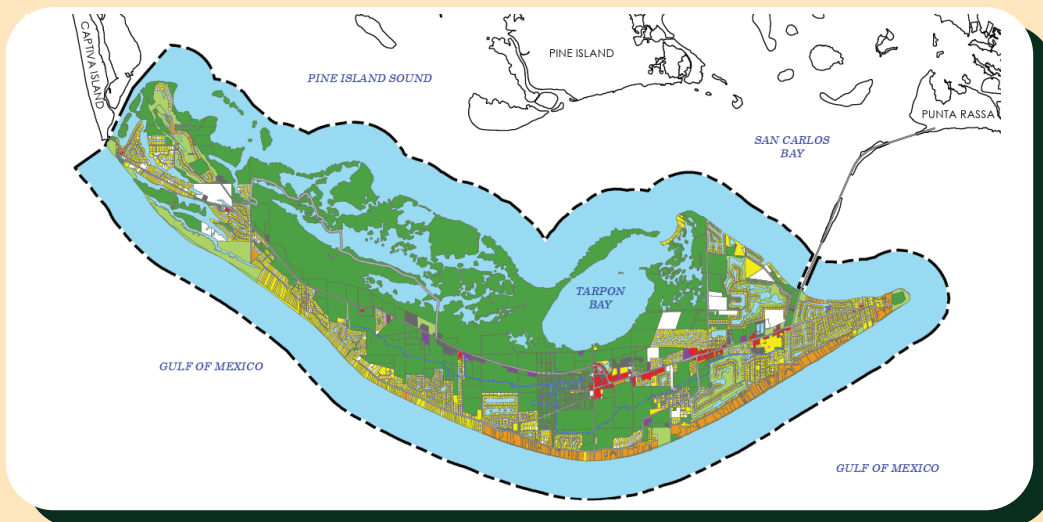 CAPTIVA ISLAND
PINE ISLAND SOUND
PINE ISLAND
PUNTA RASSA
SAN CARLOS
BAY
TARPON
BAY
GULF OF MEXICO
GULF OF MEXICO